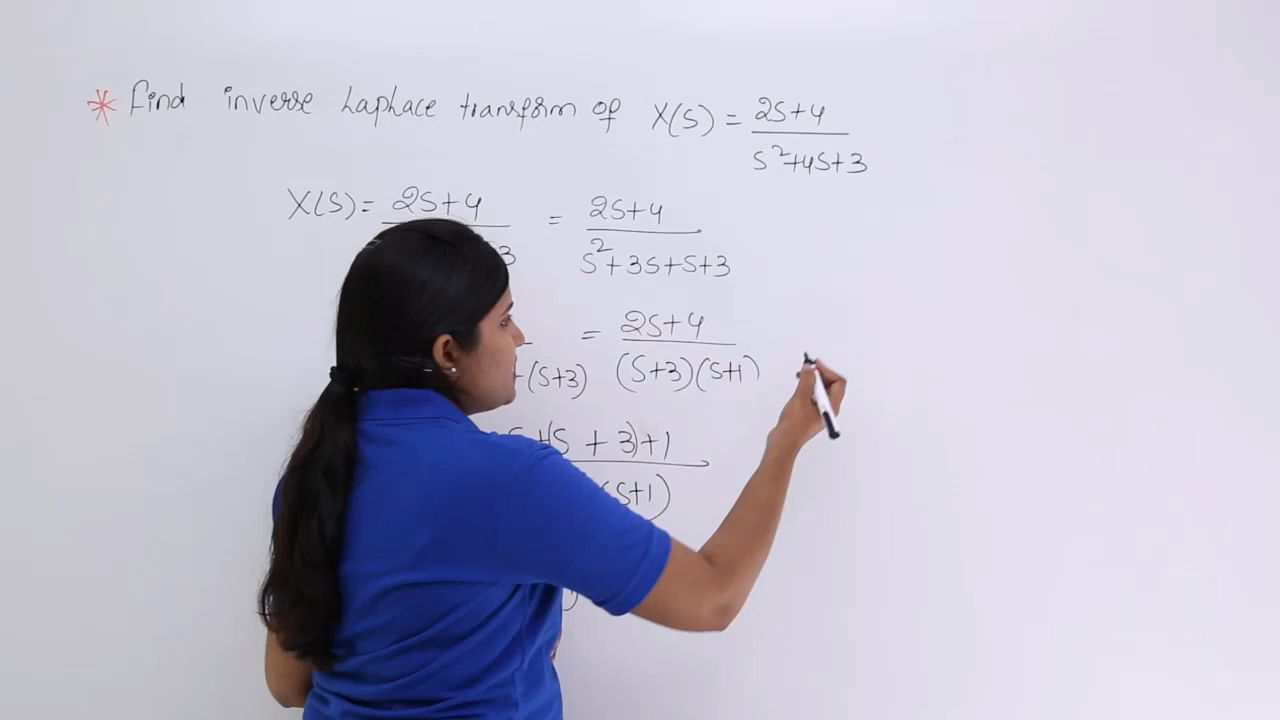 * Find inverse Laplace transform of X(S) = 2S+4 / S²+4S+3
X(S) = 2S+4 / 3 = 2S+4 / S²+3S+S+3
+(S+3) = 2S+4 / (S+3)(S+1)
+(S + 3)+1 / (S+1)